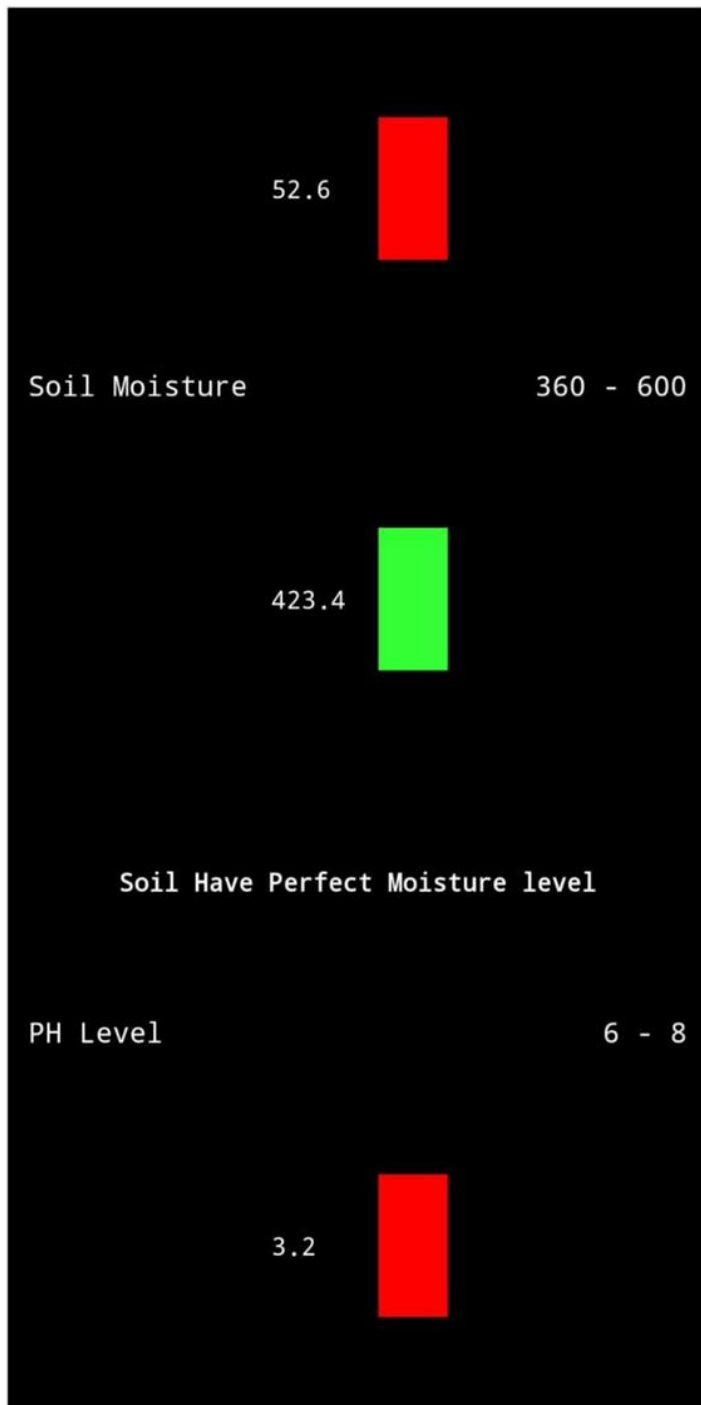 52.6
Soil Moisture 360 - 600
423.4
Soil Have Perfect Moisture level
PH Level 6 - 8
3.2